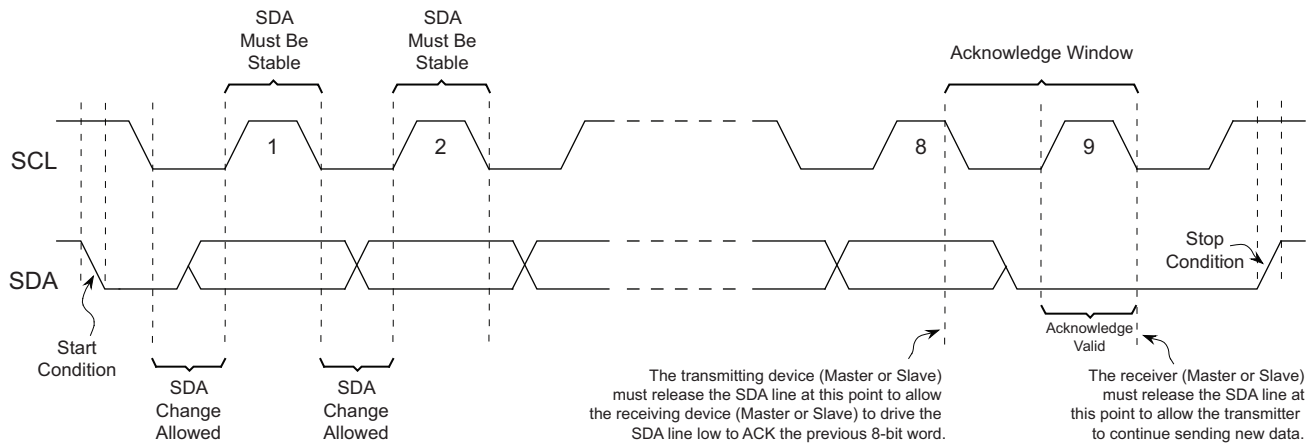 SDA
Must Be
Stable
SDA
Must Be
Stable
Acknowledge Window
SCL
1
2
8
9
SDA
Stop
Condition
Start
Condition
Acknowledge
Valid
SDA
Change
Allowed
SDA
Change
Allowed
The transmitting device (Master or Slave)
must release the SDA line at this point to allow
the receiving device (Master or Slave) to drive the
SDA line low to ACK the previous 8-bit word.
The receiver (Master or Slave)
must release the SDA line at
this point to allow the transmitter
to continue sending new data.